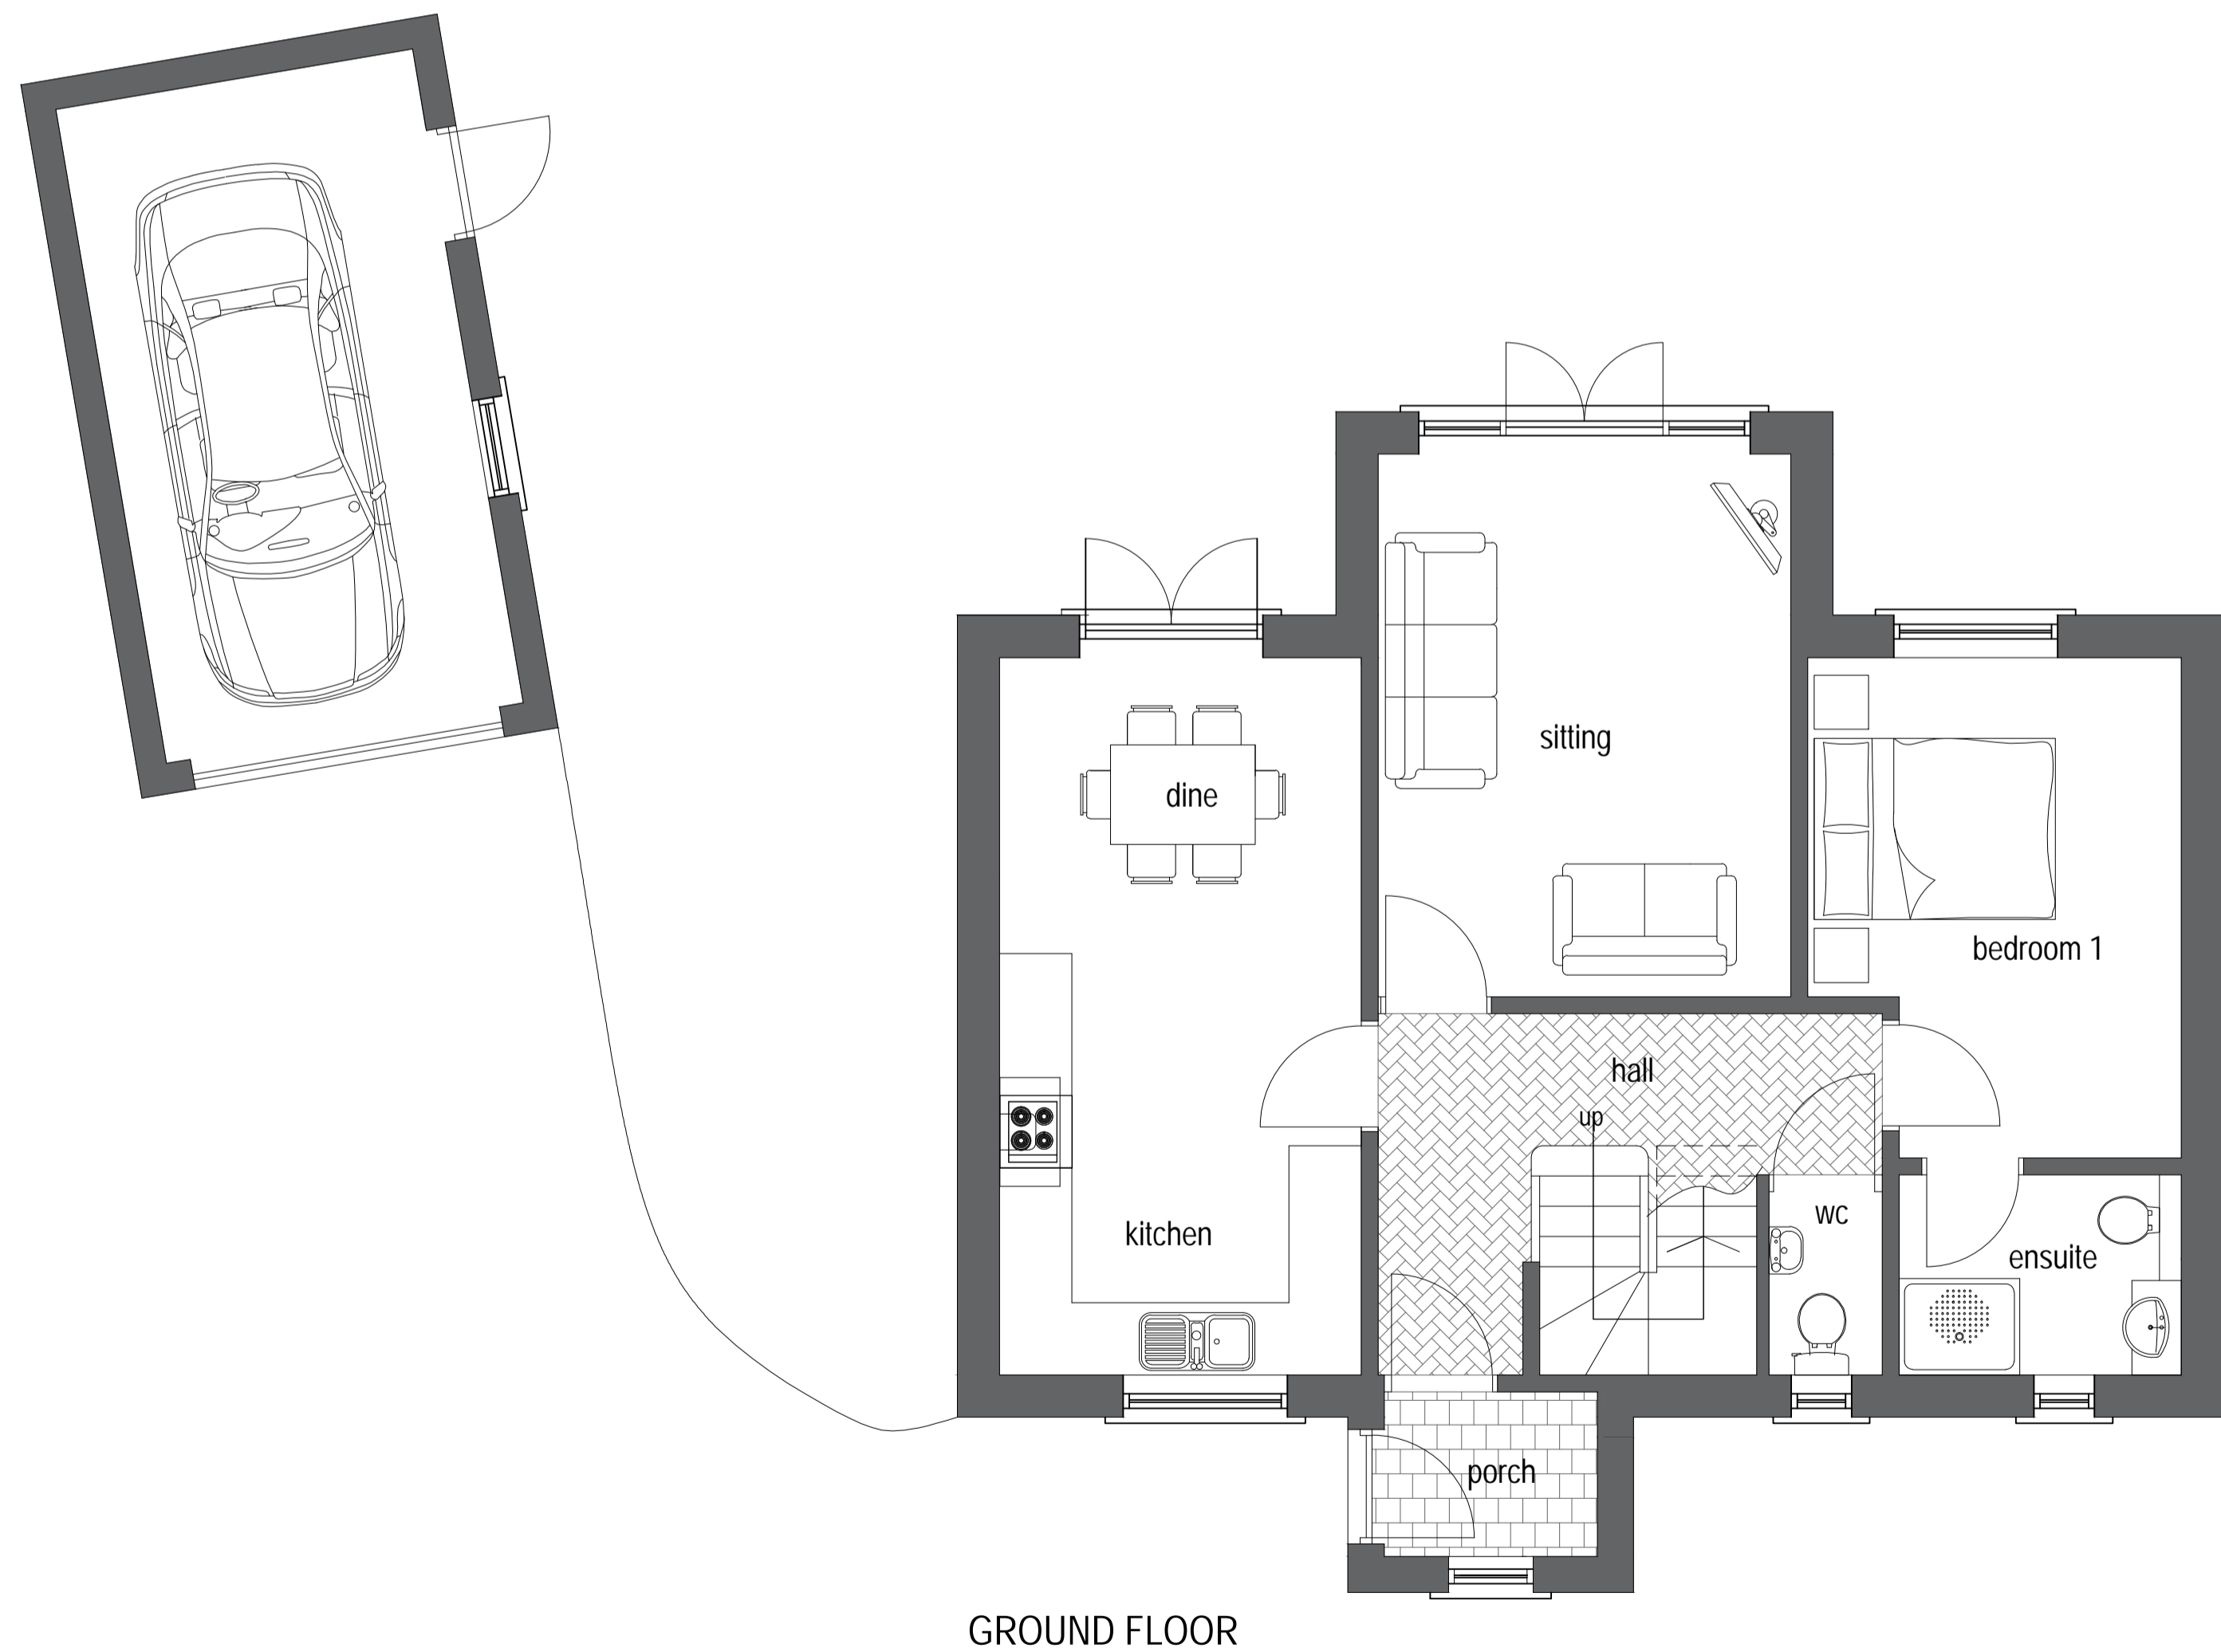 sitting
dine
bedroom 1
hall
up
wc
kitchen
ensuite
porch
GROUND FLOOR